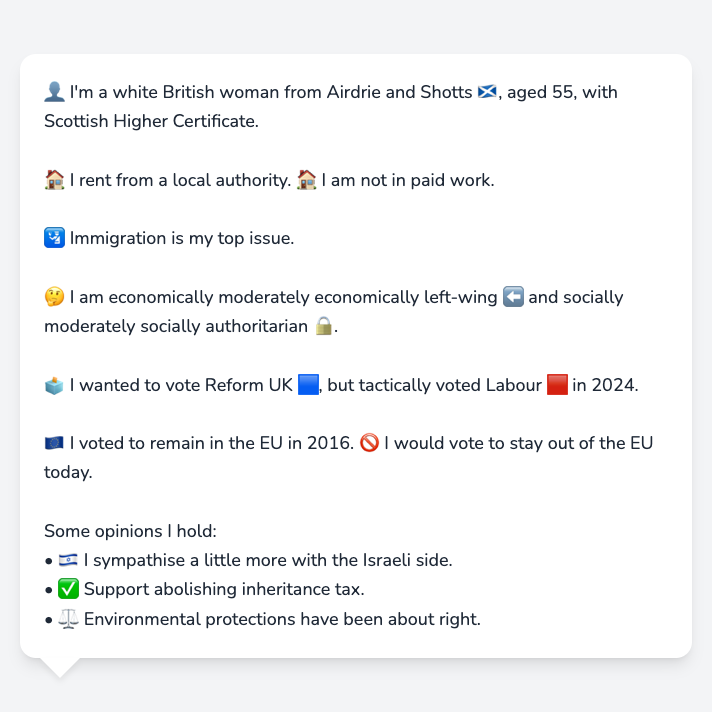 👤 I'm a white British woman from Airdrie and Shotts 🏴󠁧󠁢󠁳󠁣󠁴󠁿, aged 55, with
Scottish Higher Certificate.
🏠 I rent from a local authority. 🏠 I am not in paid work.
🛂 Immigration is my top issue.
🤔 I am economically moderately economically left-wing ⬅️ and socially
moderately socially authoritarian 🔒.
🗳️ I wanted to vote Reform UK 🟦, but tactically voted Labour 🟥 in 2024.
🇪🇺 I voted to remain in the EU in 2016. 🚫 I would vote to stay out of the EU
today.
Some opinions I hold:
• 🇮🇱 I sympathise a little more with the Israeli side.
• ✅ Support abolishing inheritance tax.
• ⚖️ Environmental protections have been about right.